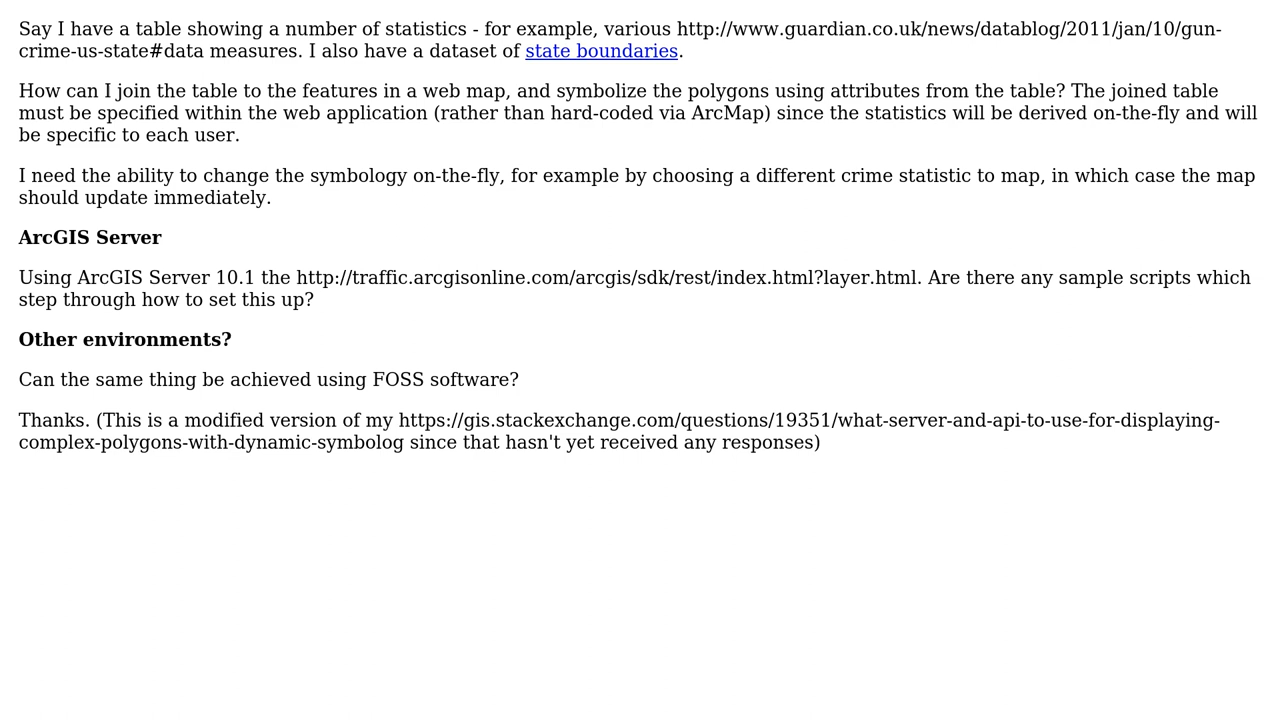 Say I have a table showing a number of statistics - for example, various http://www.guardian.co.uk/news/datablog/2011/jan/10/gun-
crime-us-state#data measures. I also have a dataset of state boundaries.
How can I join the table to the features in a web map, and symbolize the polygons using attributes from the table? The joined table
must be specified within the web application (rather than hard-coded via ArcMap) since the statistics will be derived on-the-fly and will
be specific to each user.
I need the ability to change the symbology on-the-fly, for example by choosing a different crime statistic to map, in which case the map
should update immediately.
ArcGIS Server
Using ArcGIS Server 10.1 the http://traffic.arcgisonline.com/arcgis/sdk/rest/index.html?layer.html. Are there any sample scripts which
step through how to set this up?
Other environments?
Can the same thing be achieved using FOSS software?
Thanks. (This is a modified version of my https://gis.stackexchange.com/questions/19351/what-server-and-api-to-use-for-displaying-
complex-polygons-with-dynamic-symbolog since that hasn't yet received any responses)